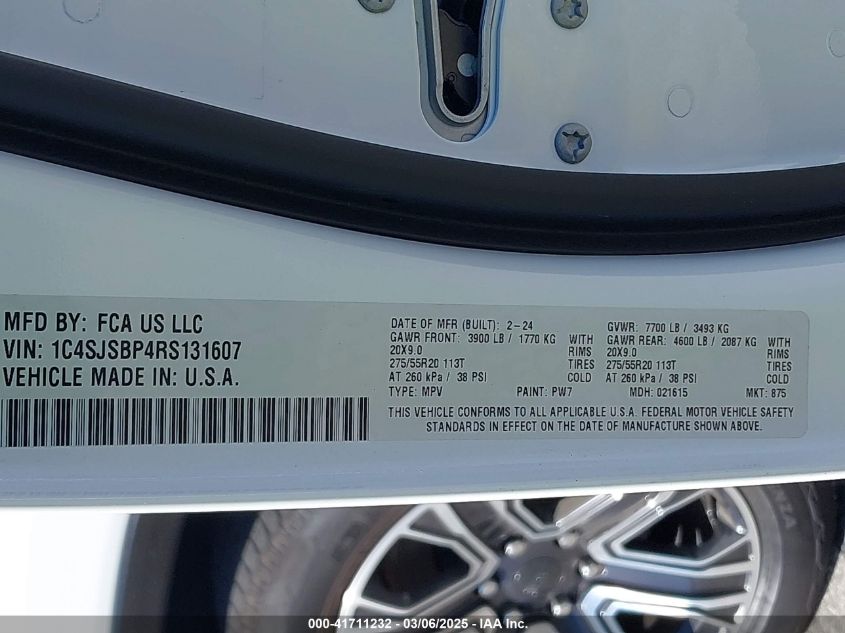 MFD BY: FCA US LLC
VIN: 1C4SJSBP4RS131607
VEHICLE MADE IN: U.S.A.
DATE OF MFR (BUILT): 2-24
GAWR FRONT: 3900 LB / 1770 KG WITH
20X9.0 RIMS
275/55R20 113T TIRES
AT 260 kPa / 38 PSI COLD
TYPE: MPV PAINT: PW7
GVWR: 7700 LB / 3493 KG
GAWR REAR: 4600 LB / 2087 KG WITH
20X9.0 RIMS
275/55R20 113T TIRES
AT 260 kPa / 38 PSI COLD
MDH: 021615 MKT: 875
THIS VEHICLE CONFORMS TO ALL APPLICABLE U.S.A. FEDERAL MOTOR VEHICLE SAFETY
STANDARDS IN EFFECT ON THE DATE OF MANUFACTURE SHOWN ABOVE.
000-41711232 - 03/06/2025 - IAA Inc.